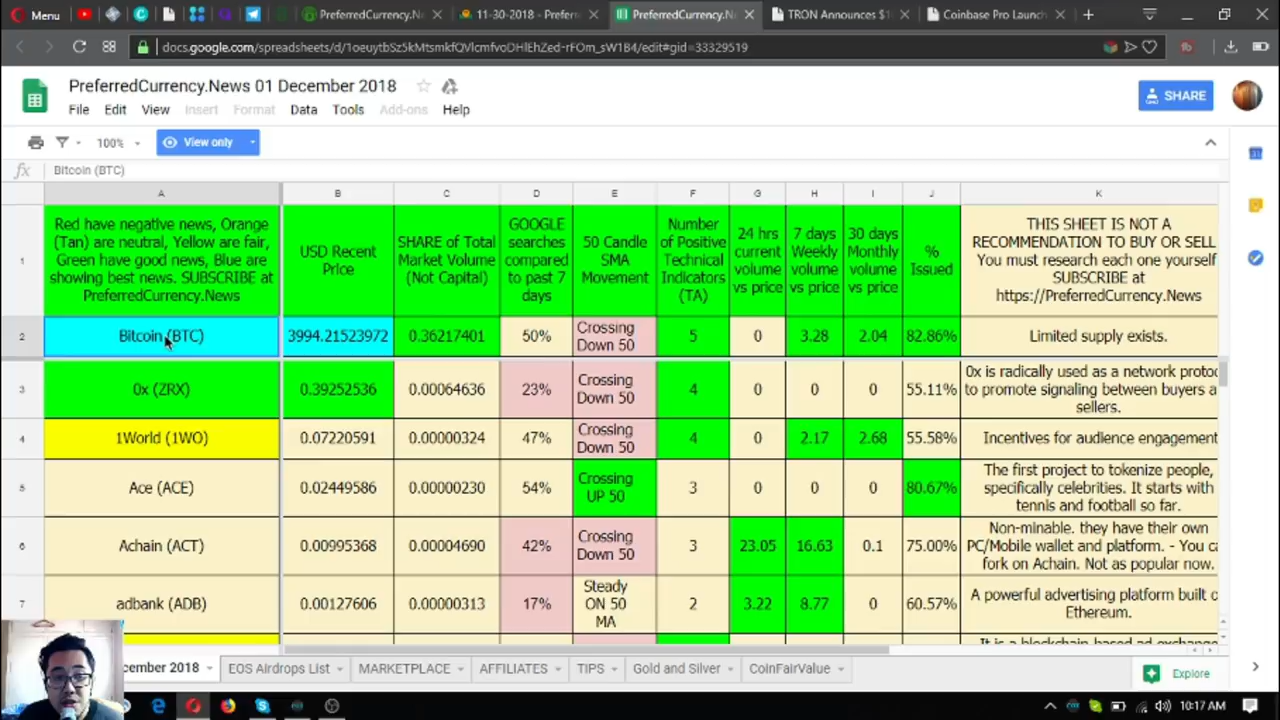 Menu
PreferredCurrency.N
11-30-2018 - Prefer
PreferredCurrency.N
TRON Announces $1
Coinbase Pro Launch
docs.google.com/spreadsheets/d/1oeuytbSz5kMtsmkfQVlcmfvoDHlEhZed-rFOm_sW1B4/edit#gid=33329519
PreferredCurrency.News 01 December 2018
File Edit View Insert Format Data Tools Add-ons Help
SHARE
100% View only
fx Bitcoin (BTC)
A B C D E F G H I J K
1
Red have negative news, Orange
(Tan) are neutral, Yellow are fair,
Green have good news, Blue are
showing best news. SUBSCRIBE at
PreferredCurrency.News
USD Recent
Price
SHARE of Total
Market Volume
(Not Capital)
GOOGLE
searches
compared
to past 7
days
50 Candle
SMA
Movement
Number
of Positive
Technical
Indicators
(TA)
24 hrs
current
volume
vs price
7 days
Weekly
volume
vs price
30 days
Monthly
volume
vs price
%
Issued
THIS SHEET IS NOT A
RECOMMENDATION TO BUY OR SELL
You must research each one yourself
SUBSCRIBE at
https://PreferredCurrency.News
2
Bitcoin (BTC)
3994.21523972
0.36217401
50%
Crossing
Down 50
5
0
3.28
2.04
82.86%
Limited supply exists.
3
0x (ZRX)
0.39252536
0.00064636
23%
Crossing
Down 50
4
0
0
0
55.11%
0x is radically used as a network protoc
to promote signaling between buyers a
sellers.
4
1World (1WO)
0.07220591
0.00000324
47%
Crossing
Down 50
4
0
2.17
2.68
55.58%
Incentives for audience engagement
5
Ace (ACE)
0.02449586
0.00000230
54%
Crossing
UP 50
3
0
0
0
80.67%
The first project to tokenize people,
specifically celebrities. It starts with
tennis and football so far.
6
Achain (ACT)
0.00995368
0.00004690
42%
Crossing
Down 50
3
23.05
16.63
0.1
75.00%
Non-minable. they have their own
PC/Mobile wallet and platform. - You ca
fork on Achain. Not as popular now.
7
adbank (ADB)
0.00127606
0.00000313
17%
Steady
ON 50
MA
2
3.22
8.77
0
60.57%
A powerful advertising platform built o
Ethereum.
It is a blockchain based ad exchange
cember 2018 EOS Airdrops List MARKETPLACE AFFILIATES TIPS Gold and Silver CoinFairValue
Explore
10:17 AM